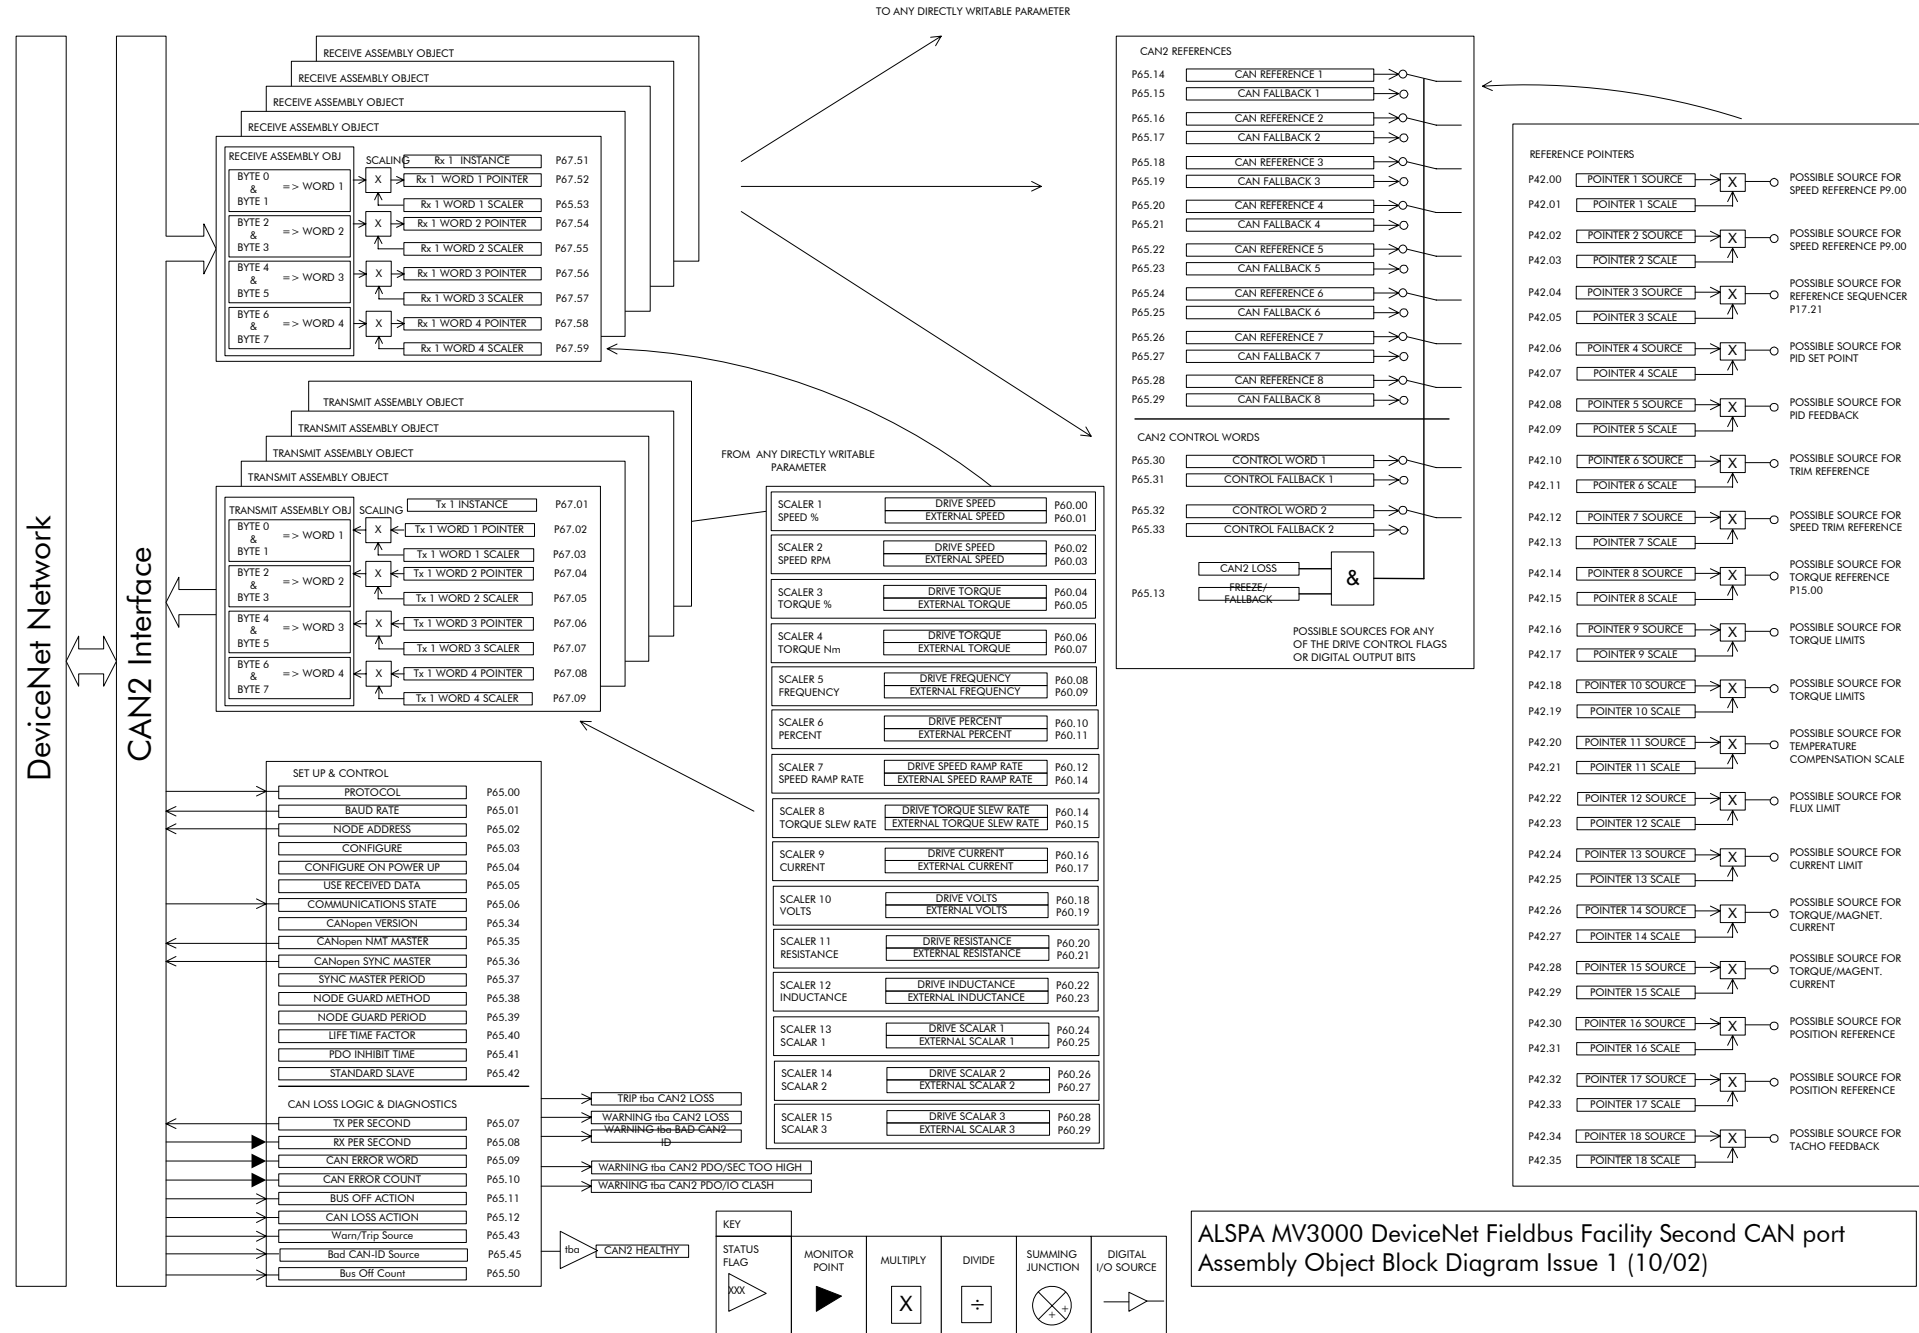 TO ANY DIRECTLY WRITABLE PARAMETER
DeviceNet Network
CAN2 Interface
RECEIVE ASSEMBLY OBJECT
RECEIVE ASSEMBLY OBJECT
RECEIVE ASSEMBLY OBJECT
RECEIVE ASSEMBLY OBJECT
RECEIVE ASSEMBLY OBJ
SCALING
Rx 1 INSTANCE P67.51
BYTE 0
&
BYTE 1
=> WORD 1
X
Rx 1 WORD 1 POINTER P67.52
Rx 1 WORD 1 SCALER P65.53
BYTE 2
&
BYTE 3
=> WORD 2
X
Rx 1 WORD 2 POINTER P67.54
Rx 1 WORD 2 SCALER P67.55
BYTE 4
&
BYTE 5
=> WORD 3
X
Rx 1 WORD 3 POINTER P67.56
Rx 1 WORD 3 SCALER P67.57
BYTE 6
&
BYTE 7
=> WORD 4
X
Rx 1 WORD 4 POINTER P67.58
Rx 1 WORD 4 SCALER P67.59
TRANSMIT ASSEMBLY OBJECT
TRANSMIT ASSEMBLY OBJECT
TRANSMIT ASSEMBLY OBJECT
TRANSMIT ASSEMBLY OBJECT
TRANSMIT ASSEMBLY OBJ
SCALING
Tx 1 INSTANCE P67.01
BYTE 0
&
BYTE 1
=> WORD 1
X
Tx 1 WORD 1 POINTER P67.02
Tx 1 WORD 1 SCALER P67.03
BYTE 2
&
BYTE 3
=> WORD 2
X
Tx 1 WORD 2 POINTER P67.04
Tx 1 WORD 2 SCALER P67.05
BYTE 4
&
BYTE 5
=> WORD 3
X
Tx 1 WORD 3 POINTER P67.06
Tx 1 WORD 3 SCALER P67.07
BYTE 6
&
BYTE 7
=> WORD 4
X
Tx 1 WORD 4 POINTER P67.08
Tx 1 WORD 4 SCALER P67.09
SET UP & CONTROL
PROTOCOL P65.00
BAUD RATE P65.01
NODE ADDRESS P65.02
CONFIGURE P65.03
CONFIGURE ON POWER UP P65.04
USE RECEIVED DATA P65.05
COMMUNICATIONS STATE P65.06
CANopen VERSION P65.34
CANopen NMT MASTER P65.35
CANopen SYNC MASTER P65.36
SYNC MASTER PERIOD P65.37
NODE GUARD METHOD P65.38
NODE GUARD PERIOD P65.39
LIFE TIME FACTOR P65.40
PDO INHIBIT TIME P65.41
STANDARD SLAVE P65.42
CAN LOSS LOGIC & DIAGNOSTICS
TX PER SECOND P65.07
RX PER SECOND P65.08
CAN ERROR WORD P65.09
CAN ERROR COUNT P65.10
BUS OFF ACTION P65.11
CAN LOSS ACTION P65.12
Warn/Trip Source P65.43
Bad CAN-ID Source P65.45
Bus Off Count P65.50
TRIP tba CAN2 LOSS
WARNING tba CAN2 LOSS
WARNING tba BAD CAN2
ID
WARNING tba CAN2 PDO/SEC TOO HIGH
WARNING tba CAN2 PDO/IO CLASH
tba
CAN2 HEALTHY
FROM ANY DIRECTLY WRITABLE
PARAMETER
SCALER 1 DRIVE SPEED P60.00
SPEED % EXTERNAL SPEED P60.01
SCALER 2 DRIVE SPEED P60.02
SPEED RPM EXTERNAL SPEED P60.03
SCALER 3 DRIVE TORQUE P60.04
TORQUE % EXTERNAL TORQUE P60.05
SCALER 4 DRIVE TORQUE P60.06
TORQUE Nm EXTERNAL TORQUE P60.07
SCALER 5 DRIVE FREQUENCY P60.08
FREQUENCY EXTERNAL FREQUENCY P60.09
SCALER 6 DRIVE PERCENT P60.10
PERCENT EXTERNAL PERCENT P60.11
SCALER 7 DRIVE SPEED RAMP RATE P60.12
SPEED RAMP RATE EXTERNAL SPEED RAMP RATE P60.14
SCALER 8 DRIVE TORQUE SLEW RATE P60.14
TORQUE SLEW RATE EXTERNAL TORQUE SLEW RATE P60.15
SCALER 9 DRIVE CURRENT P60.16
CURRENT EXTERNAL CURRENT P60.17
SCALER 10 DRIVE VOLTS P60.18
VOLTS EXTERNAL VOLTS P60.19
SCALER 11 DRIVE RESISTANCE P60.20
RESISTANCE EXTERNAL RESISTANCE P60.21
SCALER 12 DRIVE INDUCTANCE P60.22
INDUCTANCE EXTERNAL INDUCTANCE P60.23
SCALER 13 DRIVE SCALAR 1 P60.24
SCALAR 1 EXTERNAL SCALAR 1 P60.25
SCALER 14 DRIVE SCALAR 2 P60.26
SCALAR 2 EXTERNAL SCALAR 2 P60.27
SCALER 15 DRIVE SCALAR 3 P60.28
SCALAR 3 EXTERNAL SCALAR 3 P60.29
CAN2 REFERENCES
P65.14 CAN REFERENCE 1
P65.15 CAN FALLBACK 1
P65.16 CAN REFERENCE 2
P65.17 CAN FALLBACK 2
P65.18 CAN REFERENCE 3
P65.19 CAN FALLBACK 3
P65.20 CAN REFERENCE 4
P65.21 CAN FALLBACK 4
P65.22 CAN REFERENCE 5
P65.23 CAN FALLBACK 5
P65.24 CAN REFERENCE 6
P65.25 CAN FALLBACK 6
P65.26 CAN REFERENCE 7
P65.27 CAN FALLBACK 7
P65.28 CAN REFERENCE 8
P65.29 CAN FALLBACK 8
CAN2 CONTROL WORDS
P65.30 CONTROL WORD 1
P65.31 CONTROL FALLBACK 1
P65.32 CONTROL WORD 2
P65.33 CONTROL FALLBACK 2
CAN2 LOSS
&
P65.13 FREEZE/
FALLBACK
POSSIBLE SOURCES FOR ANY
OF THE DRIVE CONTROL FLAGS
OR DIGITAL OUTPUT BITS
REFERENCE POINTERS
P42.00 POINTER 1 SOURCE X POSSIBLE SOURCE FOR
P42.01 POINTER 1 SCALE SPEED REFERENCE P9.00
P42.02 POINTER 2 SOURCE X POSSIBLE SOURCE FOR
P42.03 POINTER 2 SCALE SPEED REFERENCE P9.00
P42.04 POINTER 3 SOURCE X POSSIBLE SOURCE FOR
REFERENCE SEQUENCER
P42.05 POINTER 3 SCALE P17.21
P42.06 POINTER 4 SOURCE X POSSIBLE SOURCE FOR
P42.07 POINTER 4 SCALE PID SET POINT
P42.08 POINTER 5 SOURCE X POSSIBLE SOURCE FOR
P42.09 POINTER 5 SCALE PID FEEDBACK
P42.10 POINTER 6 SOURCE X POSSIBLE SOURCE FOR
P42.11 POINTER 6 SCALE TRIM REFERENCE
P42.12 POINTER 7 SOURCE X POSSIBLE SOURCE FOR
P42.13 POINTER 7 SCALE SPEED TRIM REFERENCE
P42.14 POINTER 8 SOURCE X POSSIBLE SOURCE FOR
TORQUE REFERENCE
P42.15 POINTER 8 SCALE P15.00
P42.16 POINTER 9 SOURCE X POSSIBLE SOURCE FOR
P42.17 POINTER 9 SCALE TORQUE LIMITS
P42.18 POINTER 10 SOURCE X POSSIBLE SOURCE FOR
P42.19 POINTER 10 SCALE TORQUE LIMITS
P42.20 POINTER 11 SOURCE X POSSIBLE SOURCE FOR
TEMPERATURE
P42.21 POINTER 11 SCALE COMPENSATION SCALE
P42.22 POINTER 12 SOURCE X POSSIBLE SOURCE FOR
P42.23 POINTER 12 SCALE FLUX LIMIT
P42.24 POINTER 13 SOURCE X POSSIBLE SOURCE FOR
P42.25 POINTER 13 SCALE CURRENT LIMIT
P42.26 POINTER 14 SOURCE X POSSIBLE SOURCE FOR
TORQUE/MAGNET.
P42.27 POINTER 14 SCALE CURRENT
P42.28 POINTER 15 SOURCE X POSSIBLE SOURCE FOR
TORQUE/MAGENT.
P42.29 POINTER 15 SCALE CURRENT
P42.30 POINTER 16 SOURCE X POSSIBLE SOURCE FOR
P42.31 POINTER 16 SCALE POSITION REFERENCE
P42.32 POINTER 17 SOURCE X POSSIBLE SOURCE FOR
P42.33 POINTER 17 SCALE POSITION REFERENCE
P42.34 POINTER 18 SOURCE X POSSIBLE SOURCE FOR
P42.35 POINTER 18 SCALE TACHO FEEDBACK
KEY
STATUS
FLAG
XXX
MONITOR
POINT
MULTIPLY
X
DIVIDE
÷
SUMMING
JUNCTION
+ +
DIGITAL
I/O SOURCE
ALSPA MV3000 DeviceNet Fieldbus Facility Second CAN port
Assembly Object Block Diagram Issue 1 (10/02)